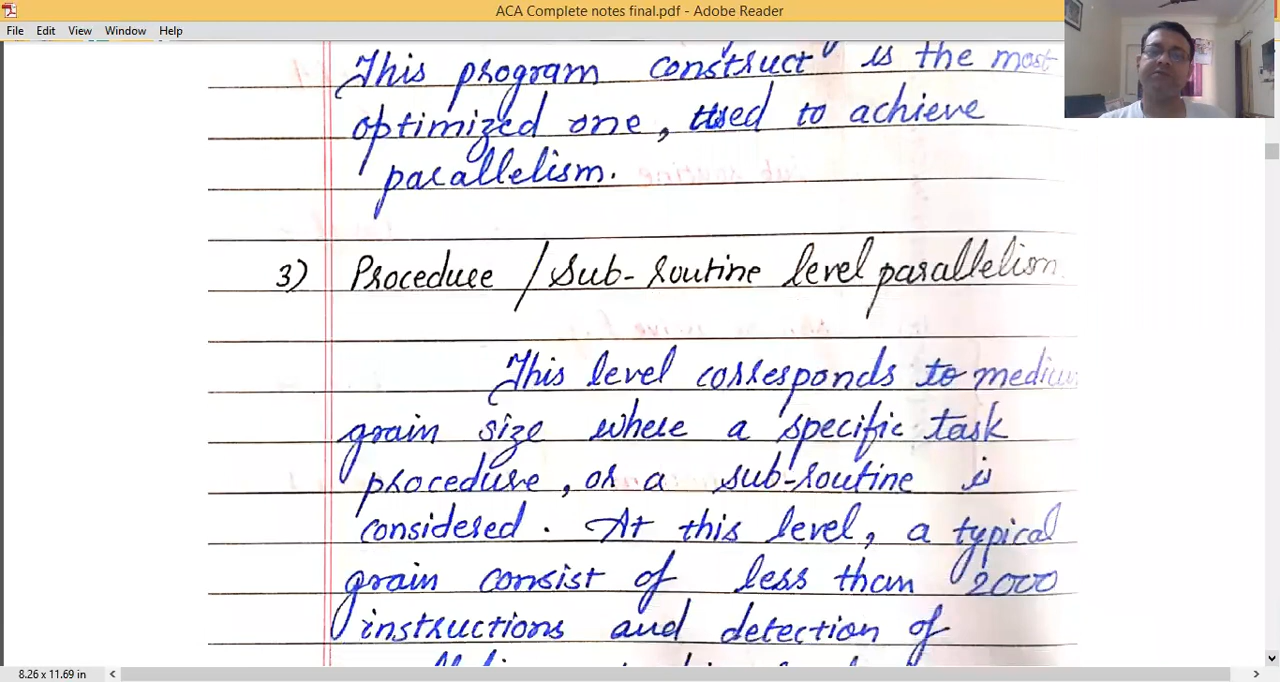 ACA Complete notes final.pdf - Adobe Reader
File Edit View Window Help
This program "construct" is the most
optimized one, used to achieve
parallelism.
3) Procedure / Sub-routine level parallelism
This level corresponds to medium
grain size where a specific task
procedure, or a sub-routine is
considered. At this level, a typical
grain consist of less than 2000
instructions and detection of
8.26 x 11.69 in